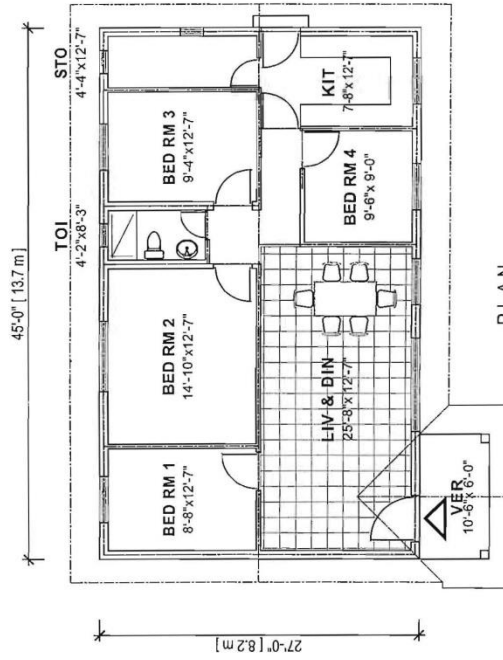 45'-0" [ 13.7 m ]
TOI
4'-2"x8'-3"
STO
4'-4"x12'-7"
27'-0" [ 8.2 m ]
BED RM 1
8'-8"x12'-7"
BED RM 2
14'-10"x12'-7"
BED RM 3
9'-4"x12'-7"
LIV & DIN
25'-8"x 12'-7"
BED RM 4
9'-6"x 9'-0"
KIT
7-8"x 12'-7"
VER
10'-6"x 6'-0"
PLAN